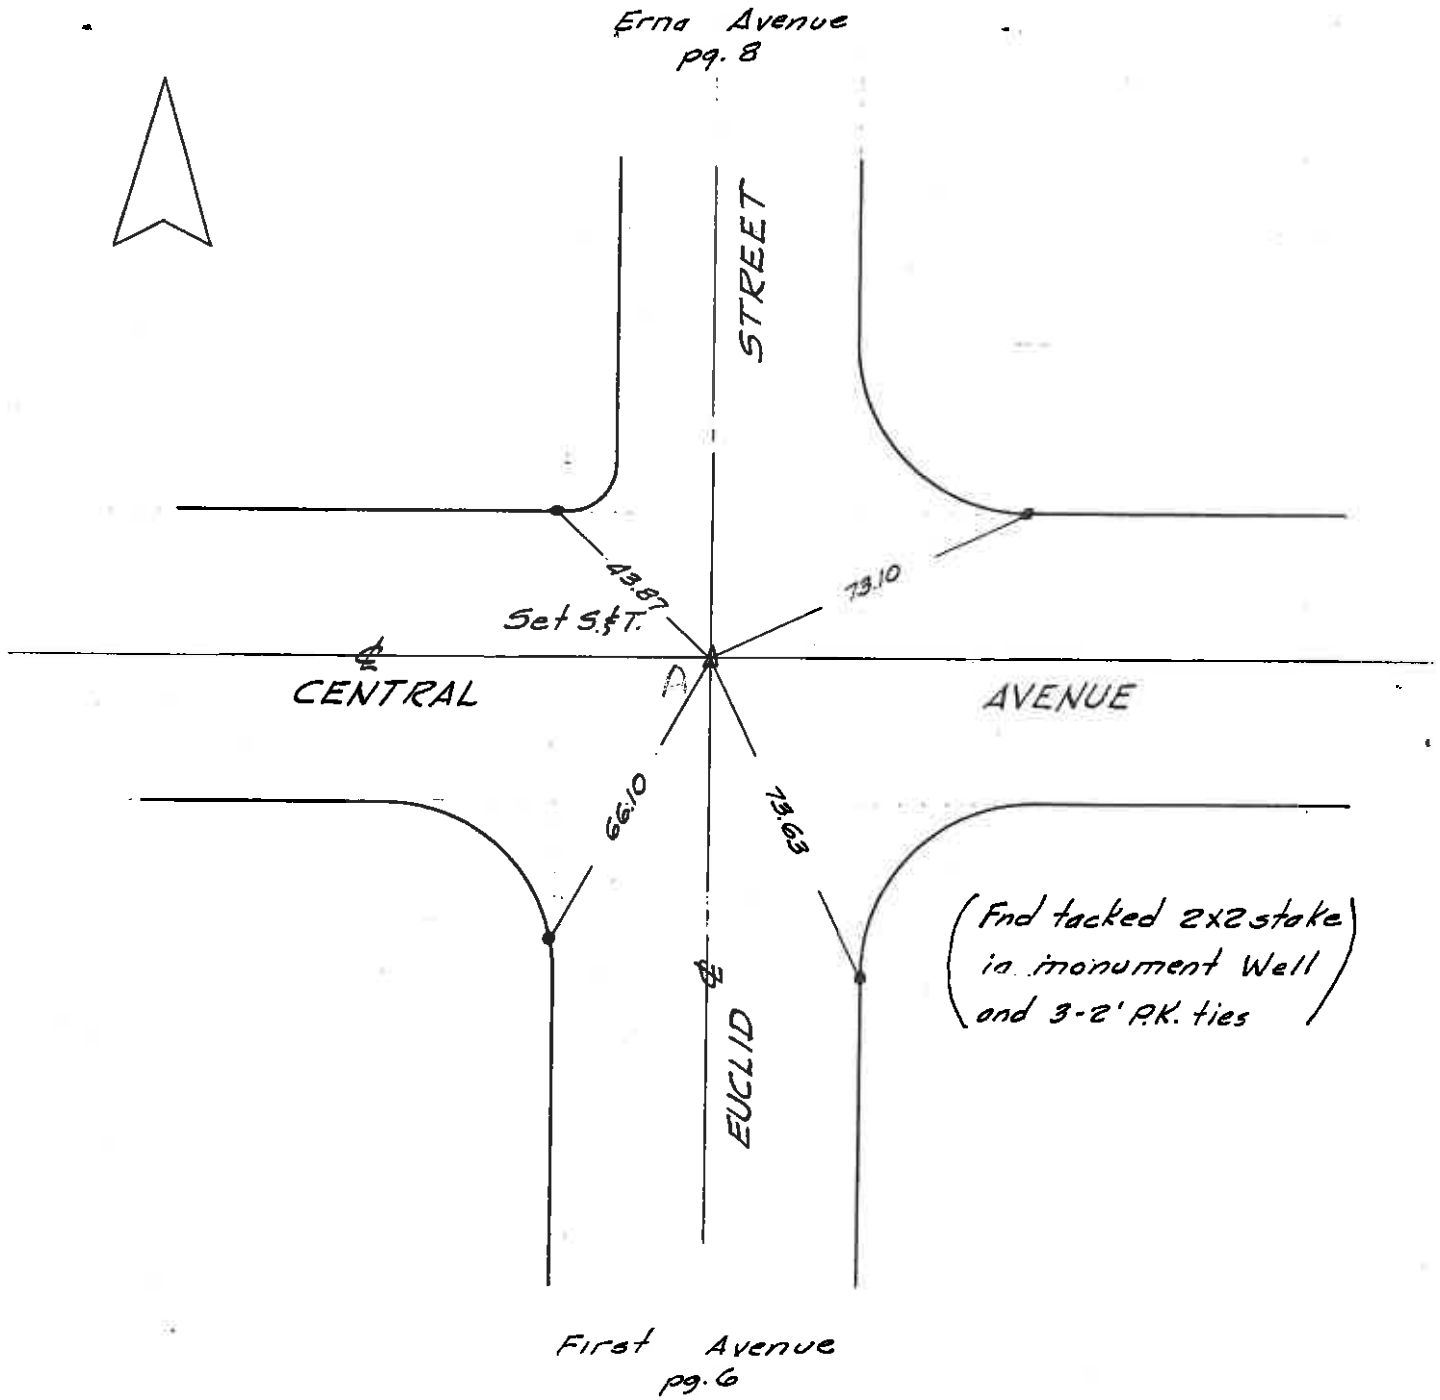 Erna Avenue
pg. 8
STREET
43.87
73.10
Set S.&T.
℄
CENTRAL
A
AVENUE
66.10
73.63
℄
EUCLID
(Fnd tacked 2x2 stake
in monument Well
and 3-2' P.K. ties)
First Avenue
pg. 6